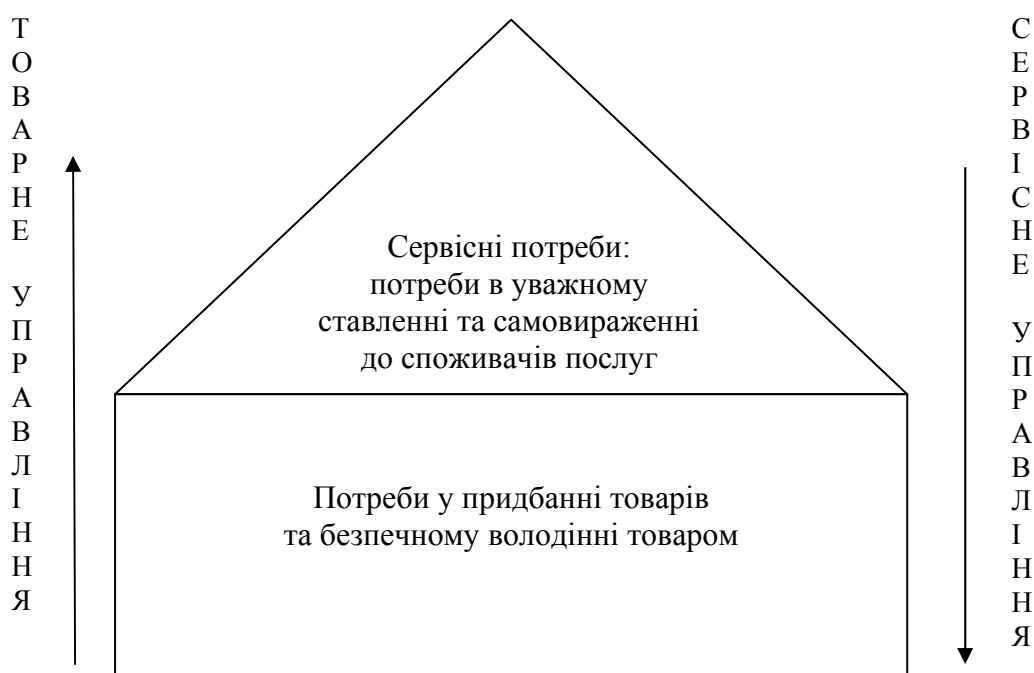 ТОВАРНЕ УПРАВЛІННЯ
Сервісні потреби:
потреби в уважному
ставленні та самовираженні
до споживачів послуг
Потреби у придбанні товарів
та безпечному володінні товаром
СЕРВІСНЕ УПРАВЛІННЯ